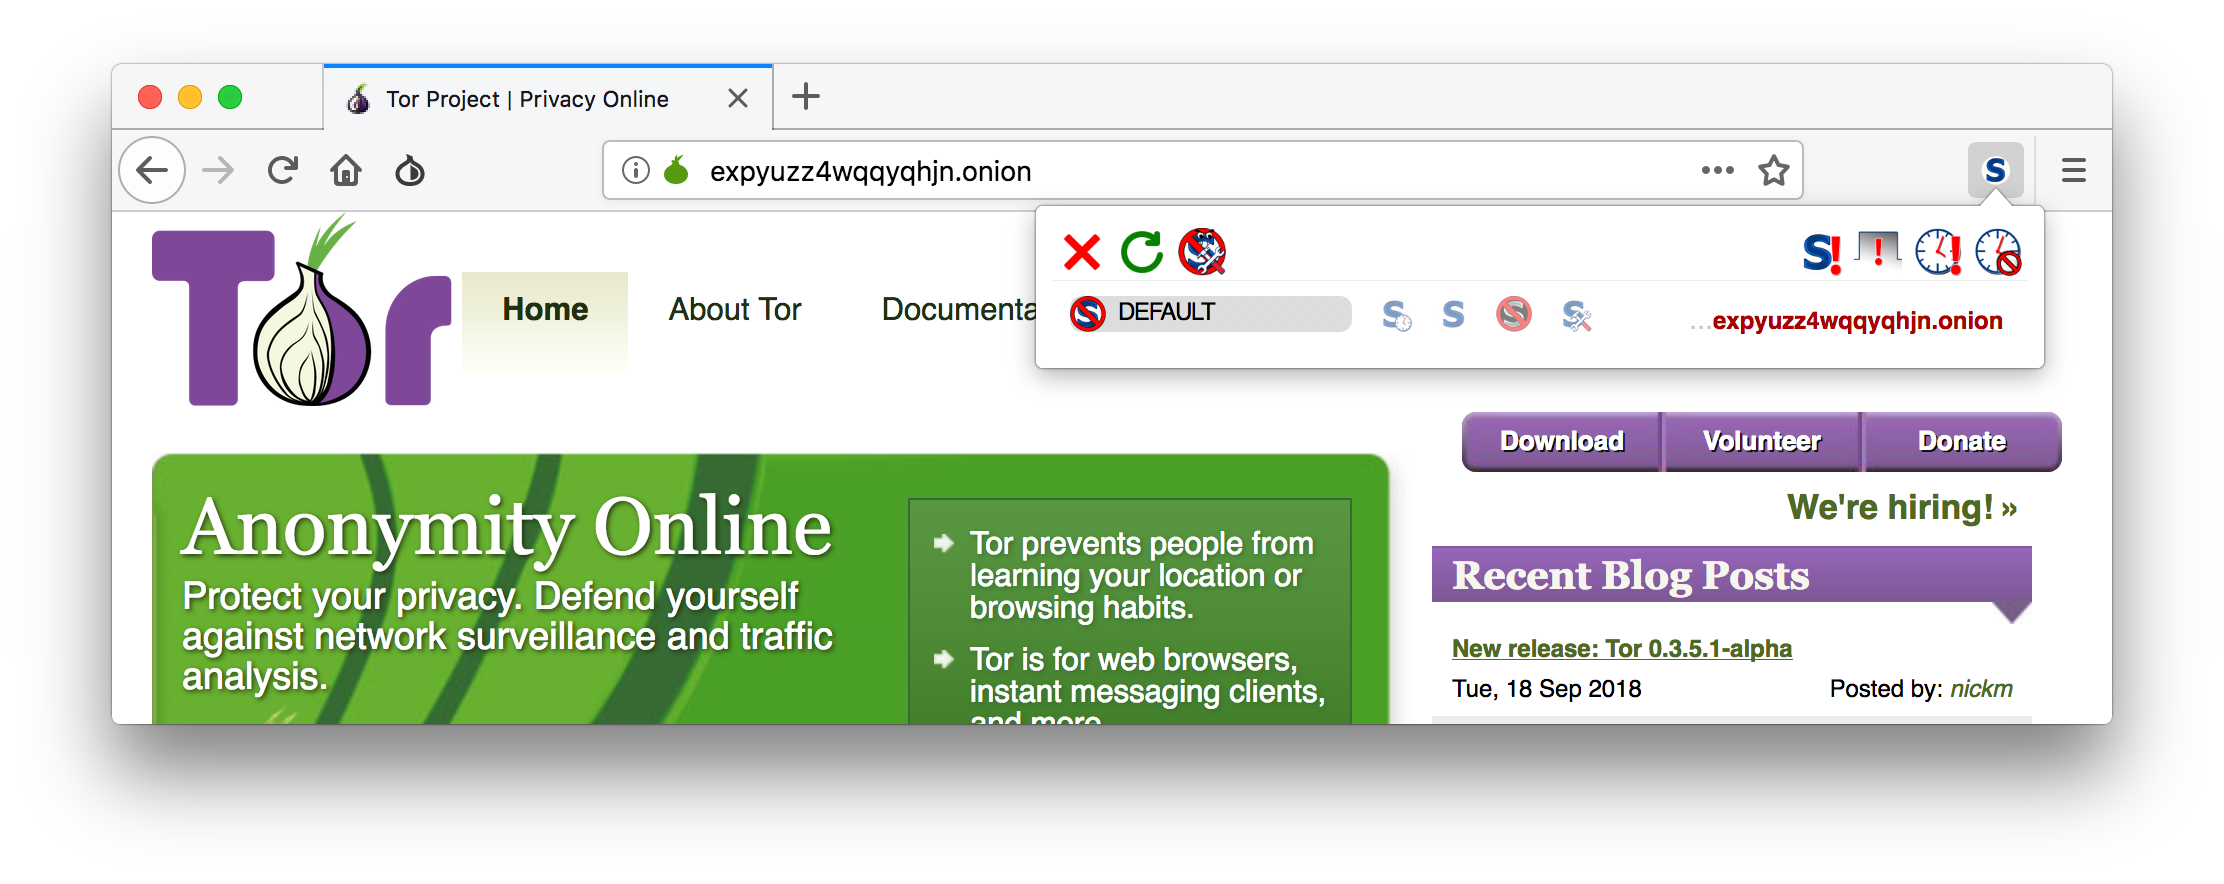 Tor Project | Privacy Online
expyuzz4wqqyqhjn.onion
S
S!
!
!
DEFAULT
...expyuzz4wqqyqhjn.onion
Tor
Home
About Tor
Documenta
Download
Volunteer
Donate
We're hiring! »
Anonymity Online
Protect your privacy. Defend yourself
against network surveillance and traffic
analysis.
Tor prevents people from
learning your location or
browsing habits.
Tor is for web browsers,
instant messaging clients,
and more
Recent Blog Posts
New release: Tor 0.3.5.1-alpha
Tue, 18 Sep 2018
Posted by: nickm